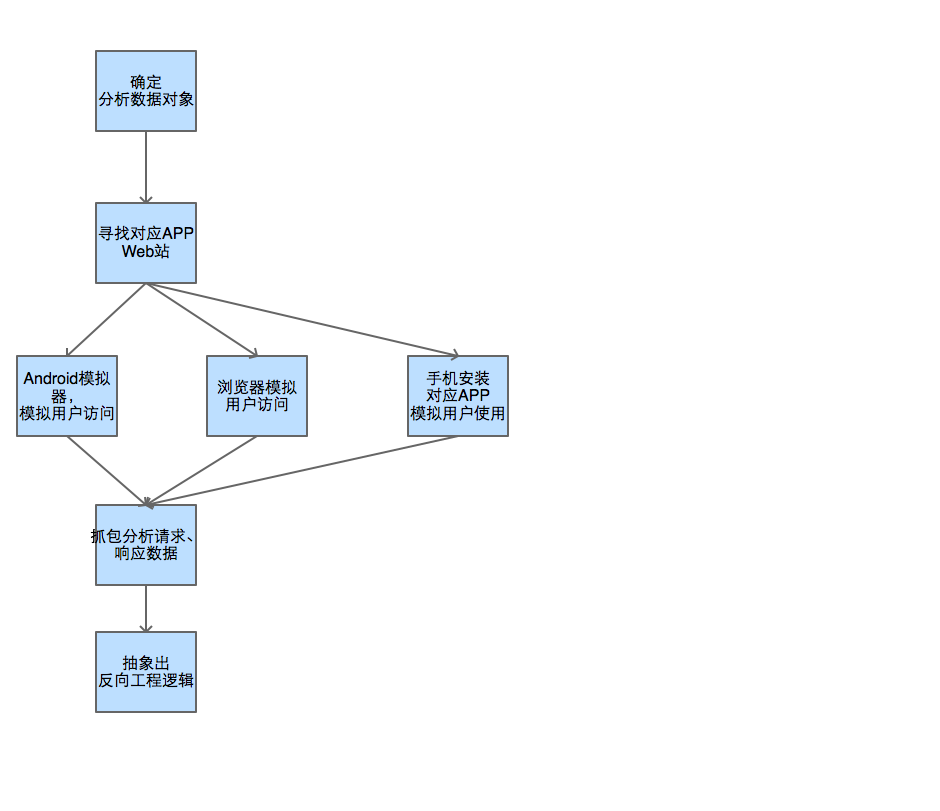 确定
分析数据对象
寻找对应APP
Web站
Android模拟
器，
模拟用户访问
浏览器模拟
用户访问
手机安装
对应APP
模拟用户使用
抓包分析请求、
响应数据
抽象出
反向工程逻辑